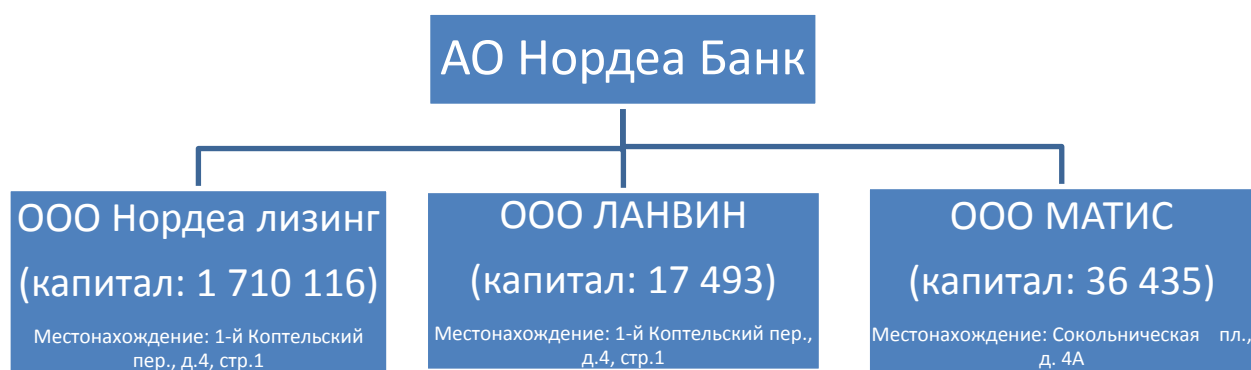 АО Нордеа Банк
ООО Нордеа лизинг
(капитал: 1 710 116)
Местонахождение: 1-й Коптельский
пер., д.4, стр.1
ООО ЛАНВИН
(капитал: 17 493)
Местонахождение: 1-й Коптельский пер.,
д.4, стр.1
ООО МАТИС
(капитал: 36 435)
Местонахождение: Сокольническая пл.,
д. 4А